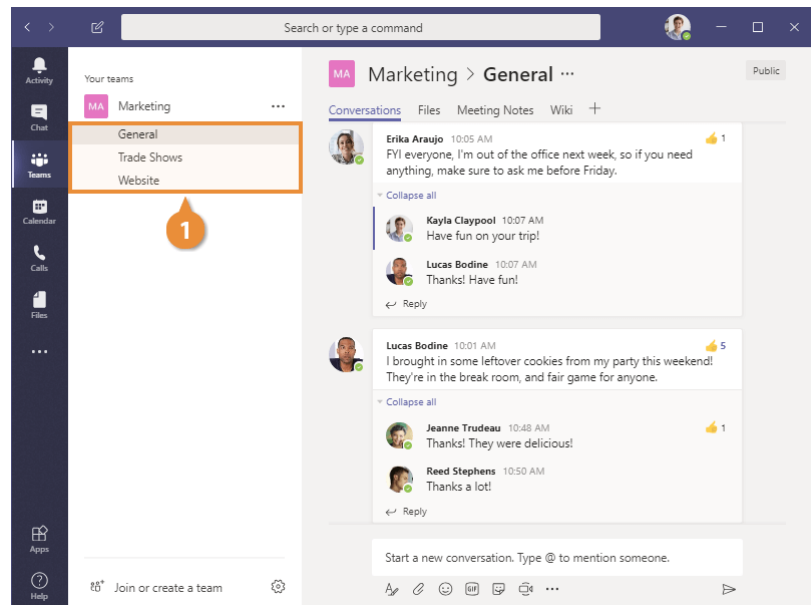 Search or type a command
Activity
Chat
Teams
Calendar
Calls
Files
Apps
Help
Your teams
MA Marketing
General
Trade Shows
Website
1
Join or create a team
MA Marketing > General
Public
Conversations Files Meeting Notes Wiki
Erika Araujo 10:05 AM 1
FYI everyone, I'm out of the office next week, so if you need
anything, make sure to ask me before Friday.
Collapse all
Kayla Claypool 10:07 AM
Have fun on your trip!
Lucas Bodine 10:07 AM
Thanks! Have fun!
Reply
Lucas Bodine 10:01 AM 5
I brought in some leftover cookies from my party this weekend!
They're in the break room, and fair game for anyone.
Collapse all
Jeanne Trudeau 10:48 AM 1
Thanks! They were delicious!
Reed Stephens 10:50 AM
Thanks a lot!
Reply
Start a new conversation. Type @ to mention someone.
GIF